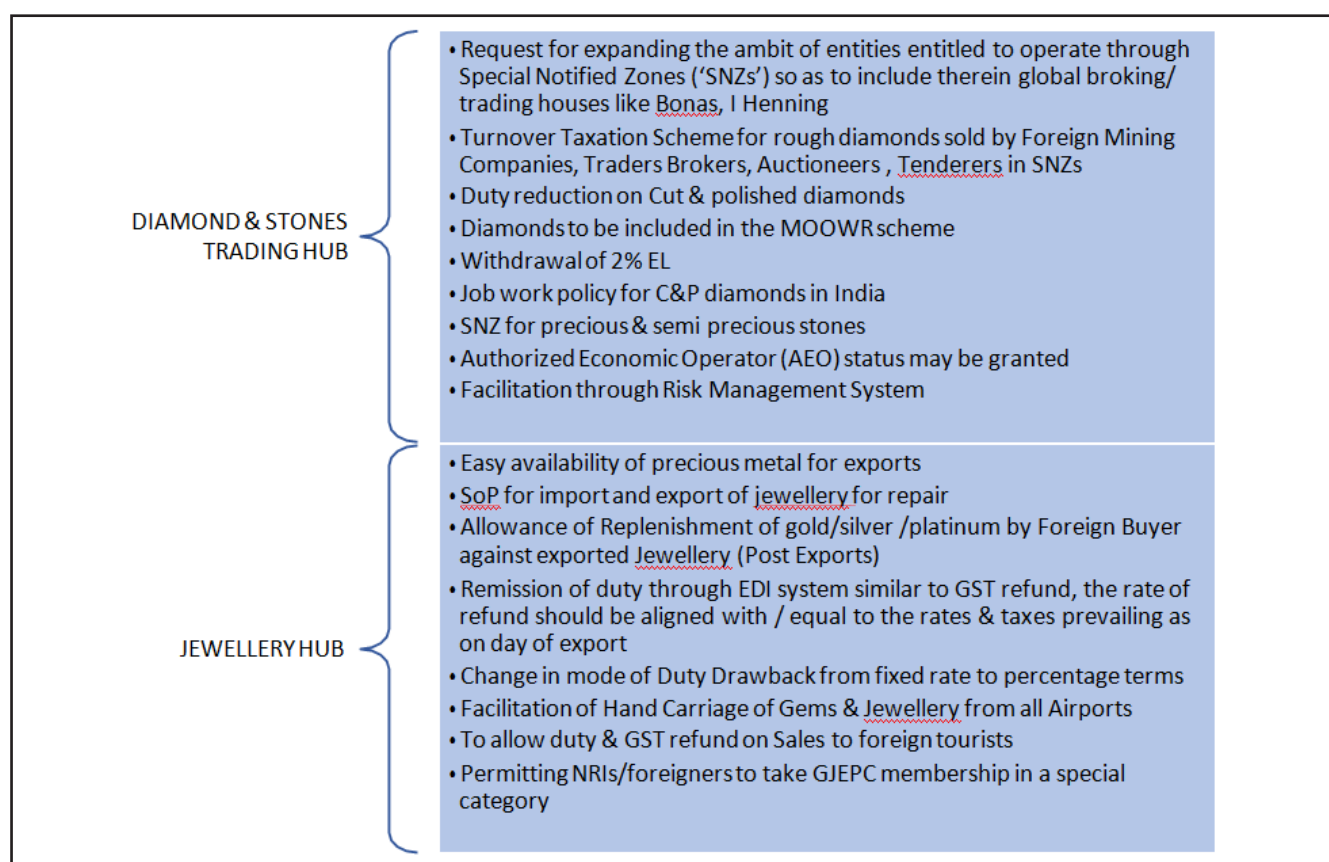 DIAMOND & STONES
TRADING HUB
• Request for expanding the ambit of entities entitled to operate through
Special Notified Zones (‘SNZs’) so as to include therein global broking/
trading houses like Bonas, I Henning
• Turnover Taxation Scheme for rough diamonds sold by Foreign Mining
Companies, Traders Brokers, Auctioneers , Tenderers in SNZs
• Duty reduction on Cut & polished diamonds
• Diamonds to be included in the MOOWR scheme
• Withdrawal of 2% EL
• Job work policy for C&P diamonds in India
• SNZ for precious & semi precious stones
• Authorized Economic Operator (AEO) status may be granted
• Facilitation through Risk Management System
JEWELLERY HUB
• Easy availability of precious metal for exports
• SoP for import and export of jewellery for repair
• Allowance of Replenishment of gold/silver /platinum by Foreign Buyer
against exported Jewellery (Post Exports)
• Remission of duty through EDI system similar to GST refund, the rate of
refund should be aligned with / equal to the rates & taxes prevailing as
on day of export
• Change in mode of Duty Drawback from fixed rate to percentage terms
• Facilitation of Hand Carriage of Gems & Jewellery from all Airports
• To allow duty & GST refund on Sales to foreign tourists
• Permitting NRIs/foreigners to take GJEPC membership in a special
category